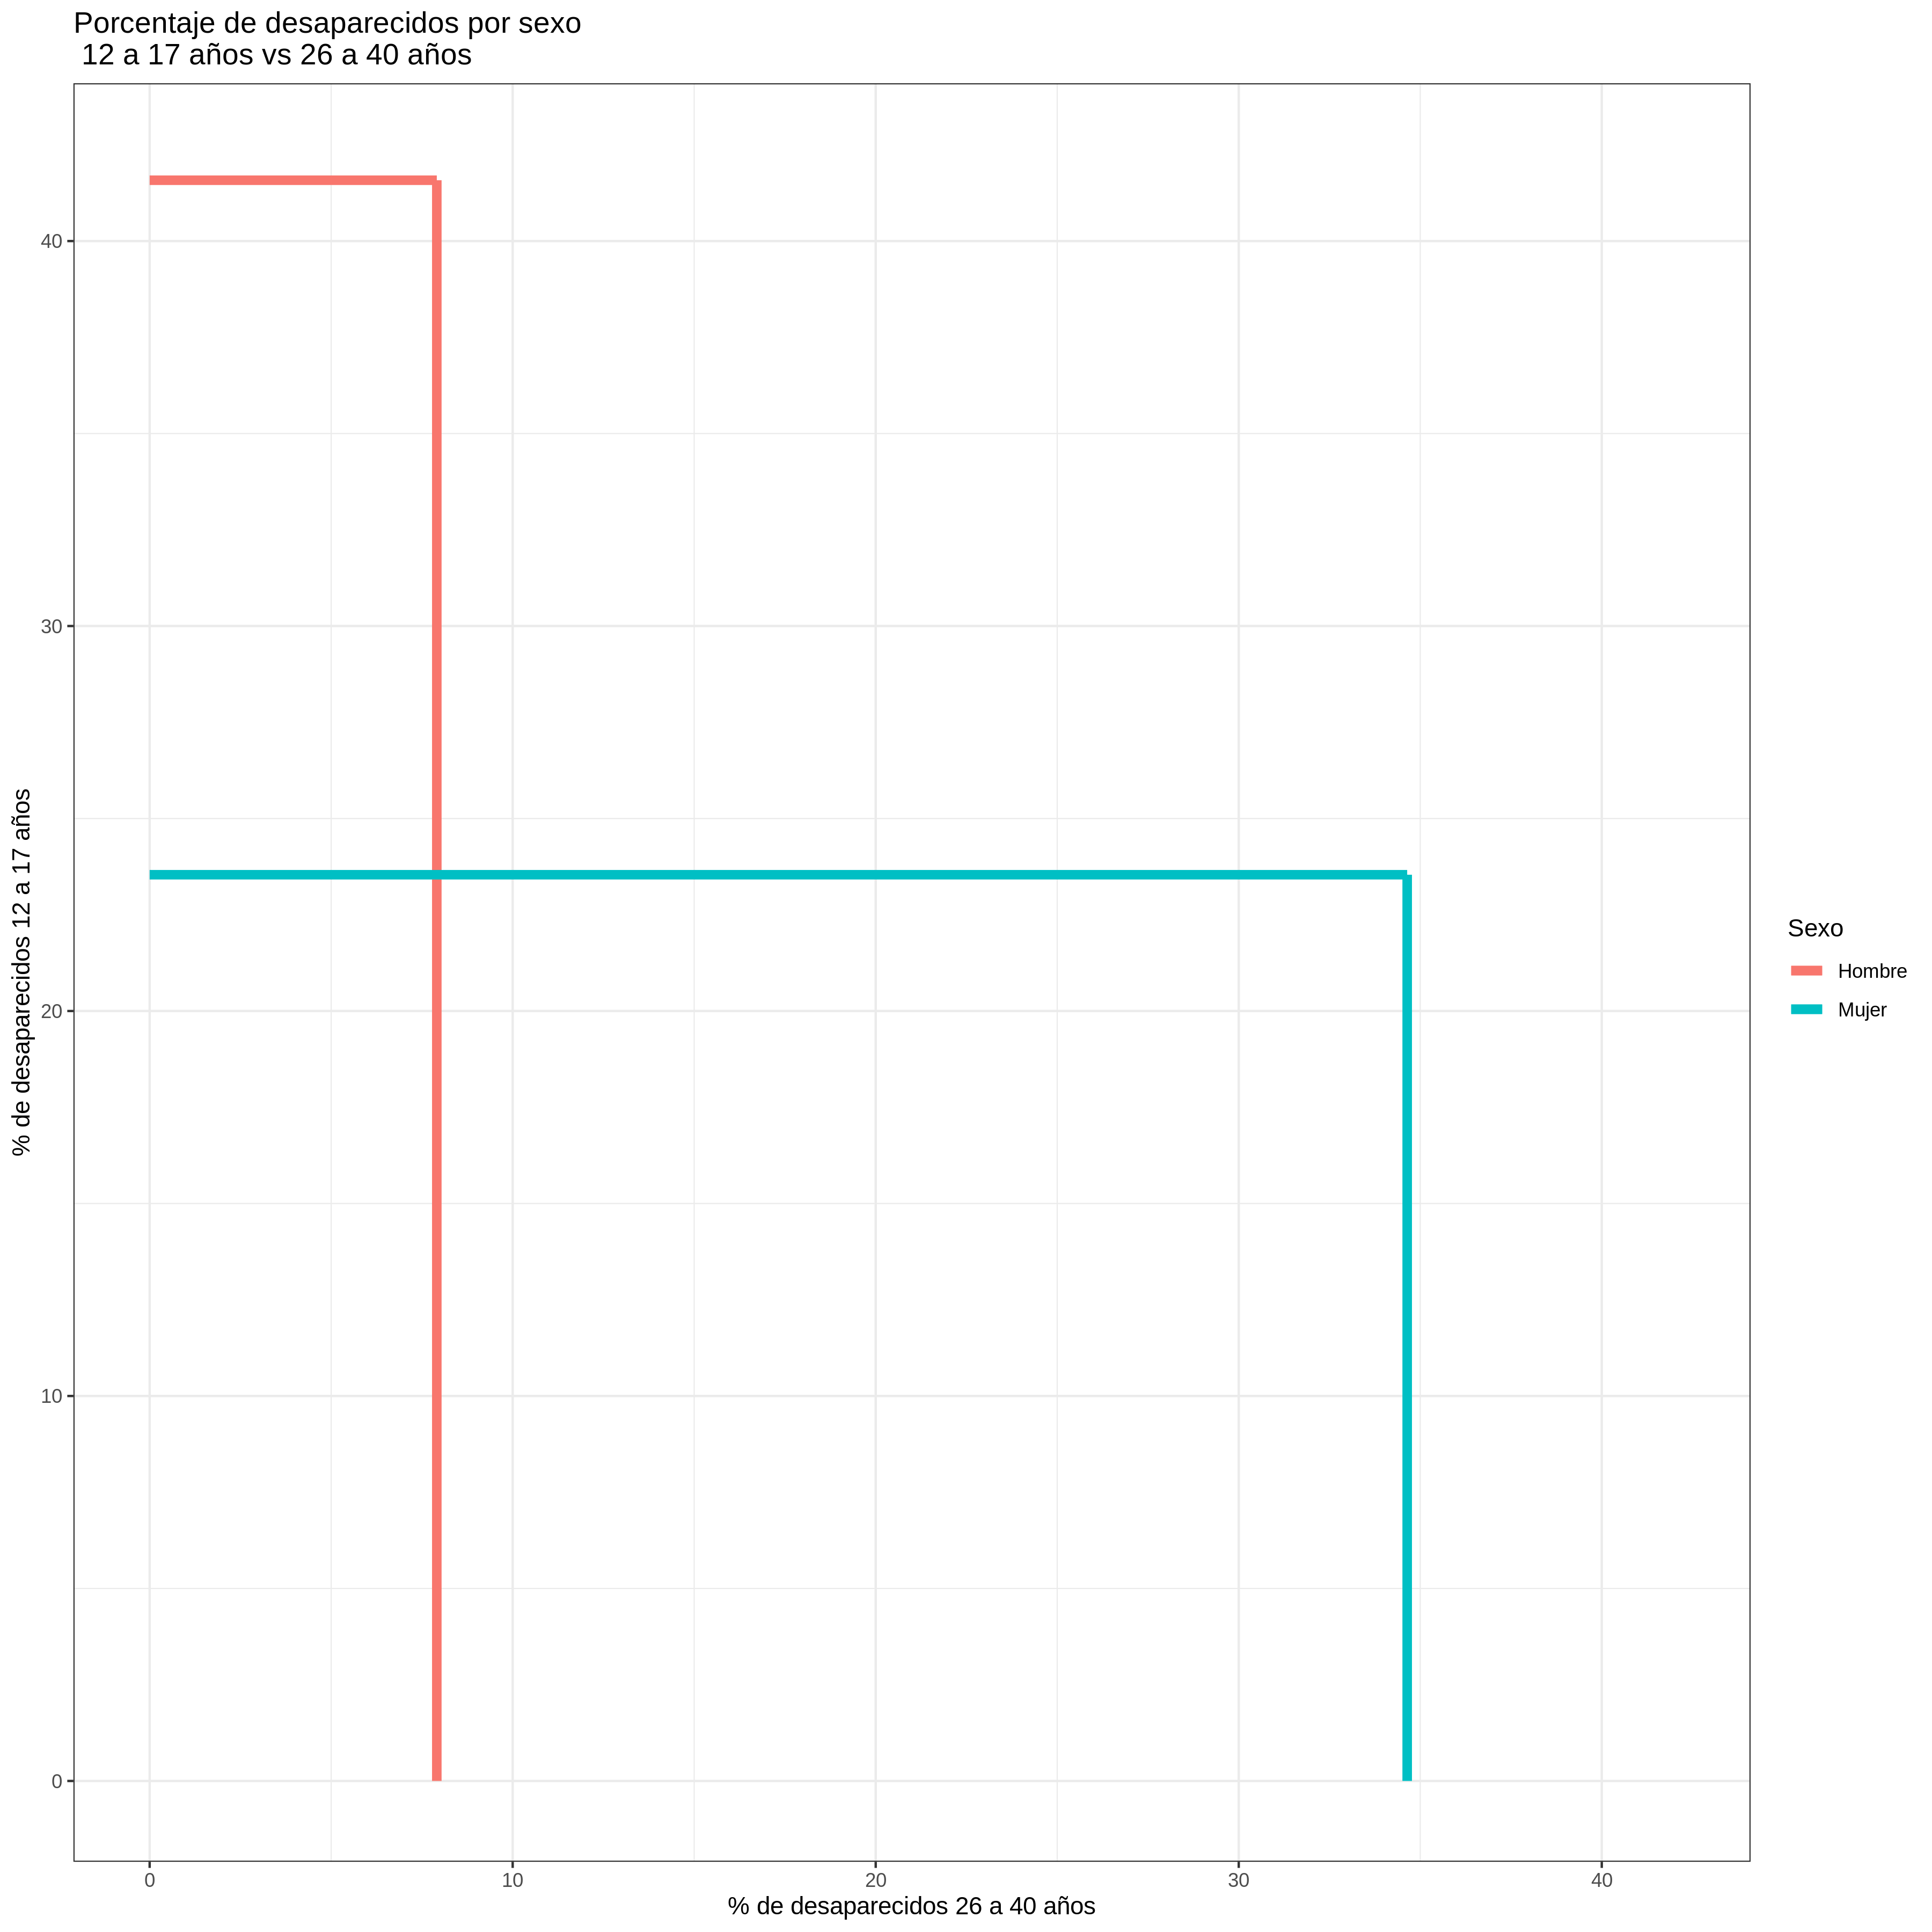 Porcentaje de desaparecidos por sexo
12 a 17 años vs 26 a 40 años
% de desaparecidos 12 a 17 años
40
30
20
10
0
0 10 20 30 40
% de desaparecidos 26 a 40 años
Sexo
Hombre
Mujer